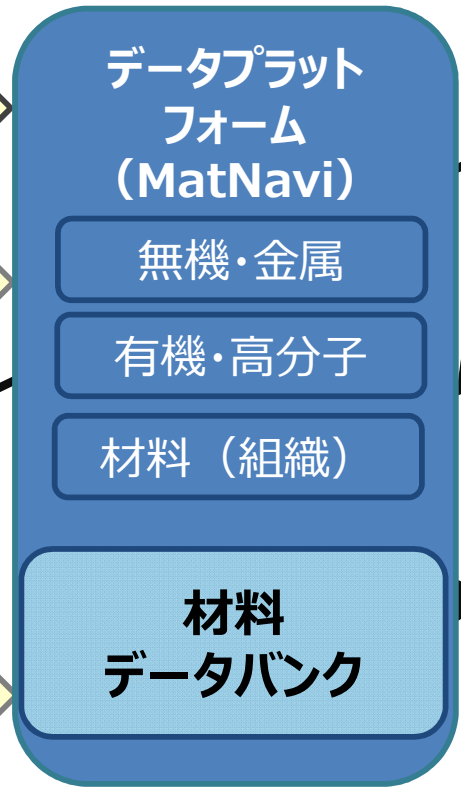 データプラット
フォーム
（MatNavi）
無機・金属
有機・高分子
材料（組織）
材料
データバンク